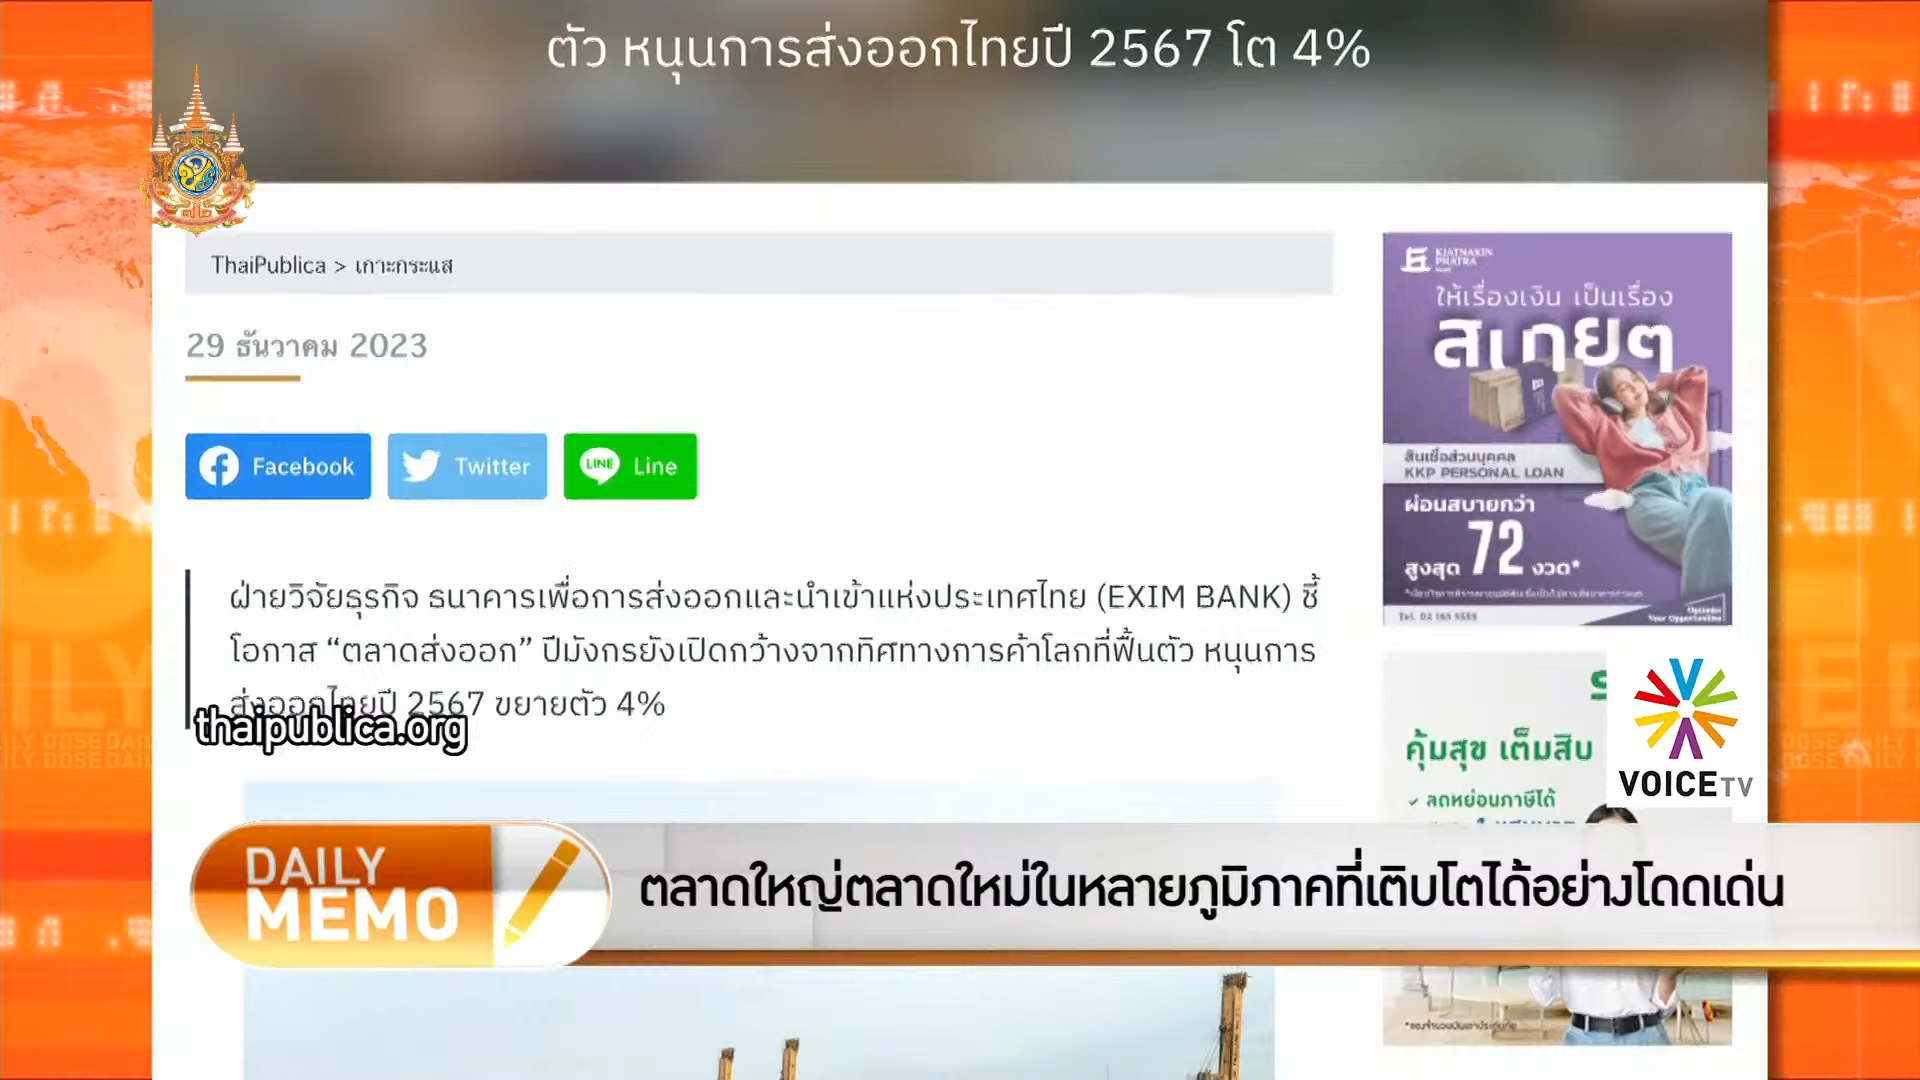 ตัว หนุนการส่งออกไทยปี 2567 โต 4%
ThaiPublica > เกาะกระแส
29 ธันวาคม 2023
Facebook
Twitter
LINE
Line
ฝ่ายวิจัยธุรกิจ ธนาคารเพื่อการส่งออกและนำเข้าแห่งประเทศไทย (EXIM BANK) ชี้
โอกาส “ตลาดส่งออก” ปีมังกรยังเปิดกว้างจากทิศทางการค้าโลกที่ฟื้นตัว หนุนการ
ส่งออกไทยปี 2567 ขยายตัว 4%
thaipublica.org
KIATNAKIN
PHATRA
ให้เรื่องเงิน เป็นเรื่อง
สเกยๆ
สินเชื่อส่วนบุคคล
KKP PERSONAL LOAN
ผ่อนสบายกว่า
สูงสุด 72 งวด*
Tel. 02 165 5555
Optimise
Your Opportunities
คุ้มสุข เต็มสิบ
ลดหย่อนภาษีได้
VOICE TV
DAILY
MEMO
ตลาดใหญ่ตลาดใหม่ในหลายภูมิภาคที่เติบโตได้อย่างโดดเด่น